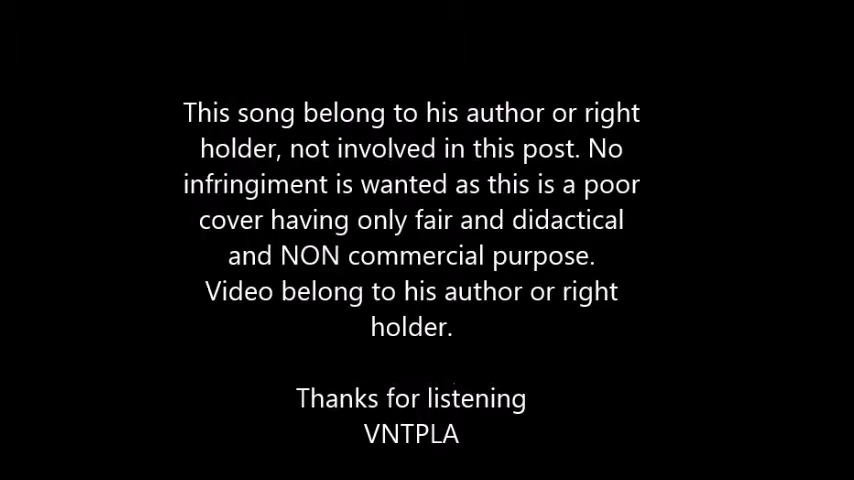 This song belong to his author or right
holder, not involved in this post. No
infringiment is wanted as this is a poor
cover having only fair and didactical
and NON commercial purpose.
Video belong to his author or right
holder.
Thanks for listening
VNTPLA